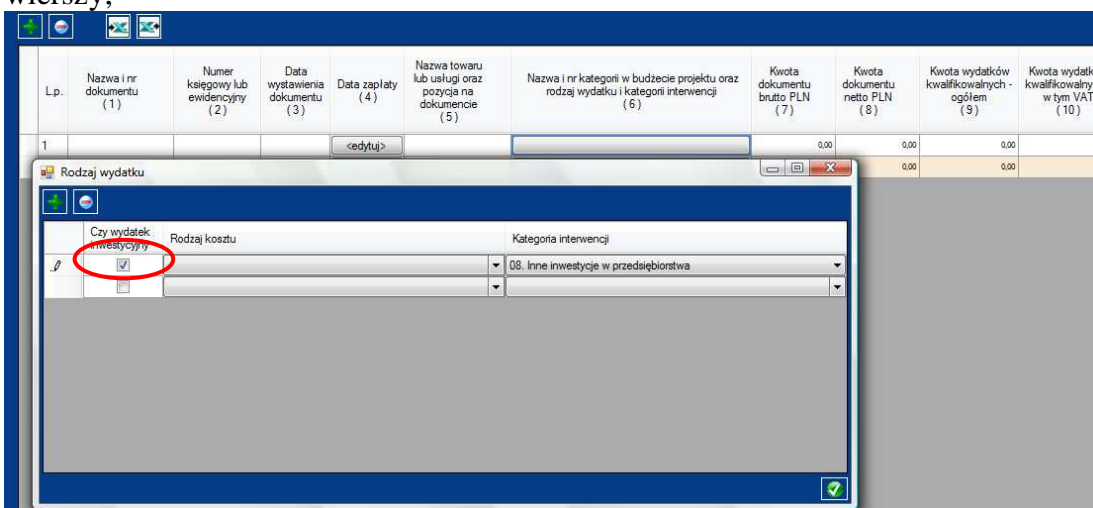 wierszy,
L.p.
Nazwa i nr
dokumentu
(1)
Numer
księgowy lub
ewidencyjny
(2)
Data
wystawienia
dokumentu
(3)
Data zapłaty
(4)
Nazwa towaru
lub usługi oraz
pozycja na
dokumencie
(5)
Nazwa i nr kategorii w budżecie projektu oraz
rodzaj wydatku i kategorii interwencji
(6)
Kwota
dokumentu
brutto PLN
(7)
Kwota
dokumentu
netto PLN
(8)
Kwota wydatków
kwalifikowalnych -
ogółem
(9)
Kwota wydatk
kwalifikowalny
w tym VAT
(10)
1 <edytuj> 0,00 0,00 0,00
0,00 0,00
Rodzaj wydatku
Czy wydatek
inwestycyjny
Rodzaj kosztu
Kategoria interwencji
08. Inne inwestycje w przedsiębiorstwa